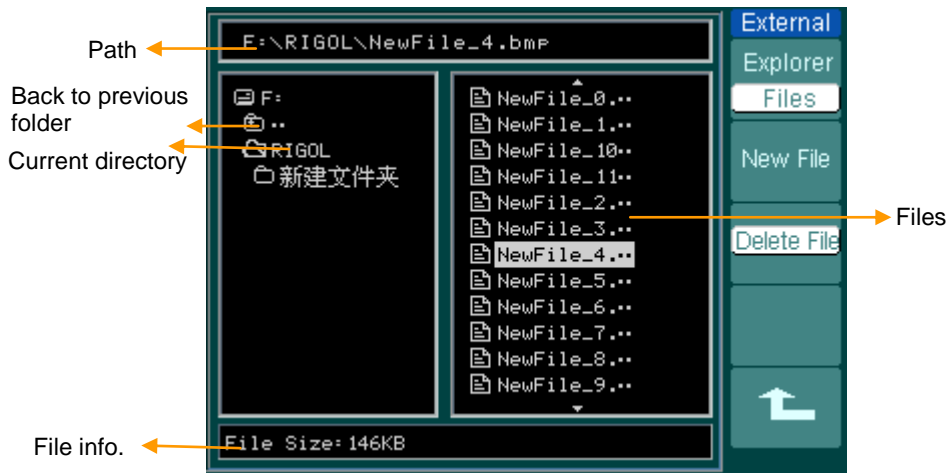 Path
Back to previous
folder
Current directory
File info.
F:\RIGOL\NewFile_4.bmp
F:
..
RIGOL
新建文件夹
NewFile_0.··
NewFile_1.··
NewFile_10··
NewFile_11··
NewFile_2.··
NewFile_3.··
NewFile_4.··
NewFile_5.··
NewFile_6.··
NewFile_7.··
NewFile_8.··
NewFile_9.··
File Size: 146KB
External
Explorer
Files
New File
Delete File
Files